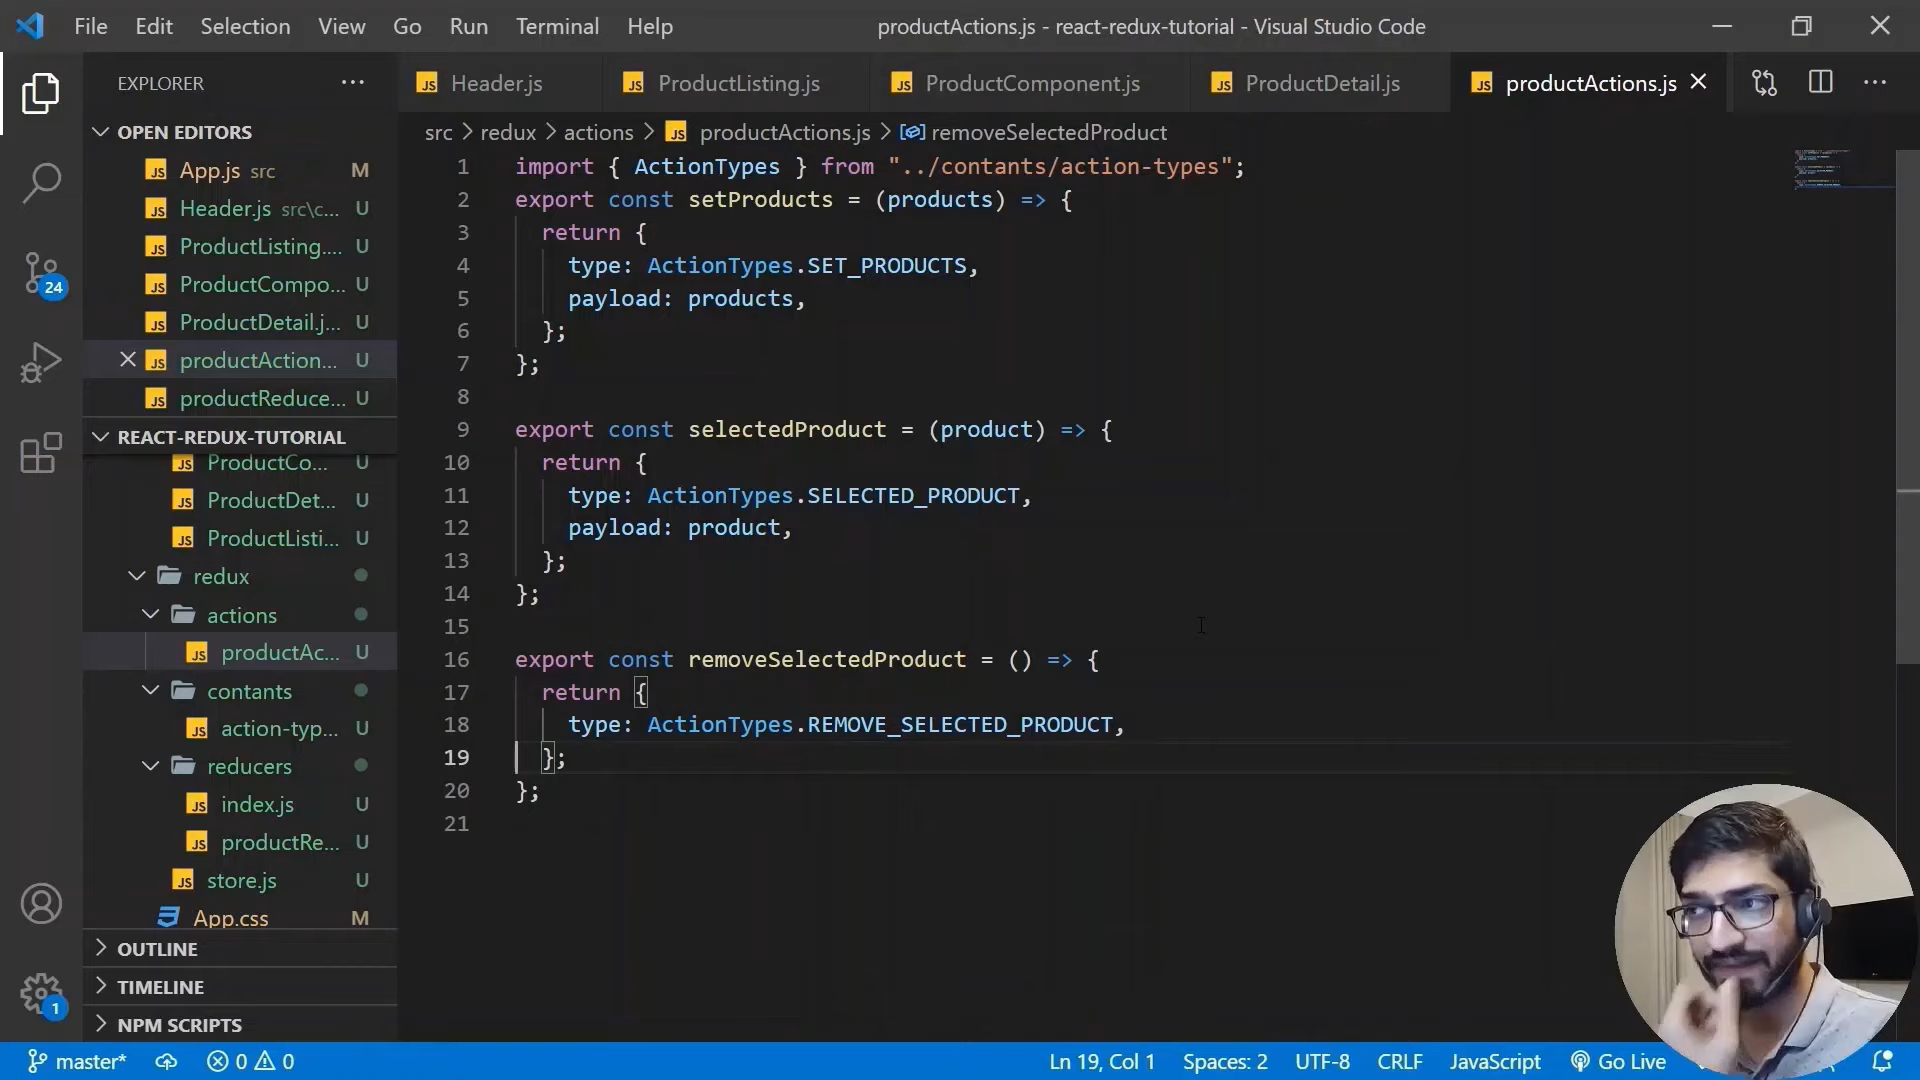 File Edit Selection View Go Run Terminal Help productActions.js - react-redux-tutorial - Visual Studio Code
EXPLORER
Header.js ProductListing.js ProductComponent.js ProductDetail.js productActions.js
OPEN EDITORS
App.js src M
Header.js src\c... U
ProductListing.... U
ProductCompo... U
ProductDetail.j... U
productAction... U
productReduce... U
REACT-REDUX-TUTORIAL
ProductCo... U
ProductDet... U
ProductListi... U
redux
actions
productAc... U
contants
action-typ... U
reducers
index.js U
productRe... U
store.js U
App.css M
OUTLINE
TIMELINE
NPM SCRIPTS
24
1
src > redux > actions > productActions.js > removeSelectedProduct
1 import { ActionTypes } from "../contants/action-types";
2 export const setProducts = (products) => {
3 return {
4 type: ActionTypes.SET_PRODUCTS,
5 payload: products,
6 };
7 };
8
9 export const selectedProduct = (product) => {
10 return {
11 type: ActionTypes.SELECTED_PRODUCT,
12 payload: product,
13 };
14 };
15
16 export const removeSelectedProduct = () => {
17 return {
18 type: ActionTypes.REMOVE_SELECTED_PRODUCT,
19 };
20 };
21
master* 0 0 Ln 19, Col 1 Spaces: 2 UTF-8 CRLF JavaScript Go Live